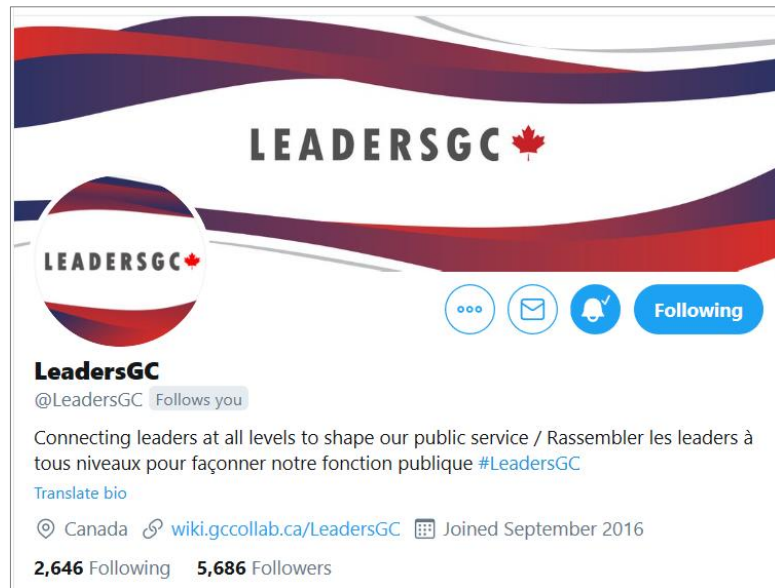 LEADERSGC
LEADERSGC
Following
LeadersGC
@LeadersGC Follows you
Connecting leaders at all levels to shape our public service / Rassembler les leaders à
tous niveaux pour façonner notre fonction publique #LeadersGC
Translate bio
Canada wiki.gccollab.ca/LeadersGC Joined September 2016
2,646 Following 5,686 Followers